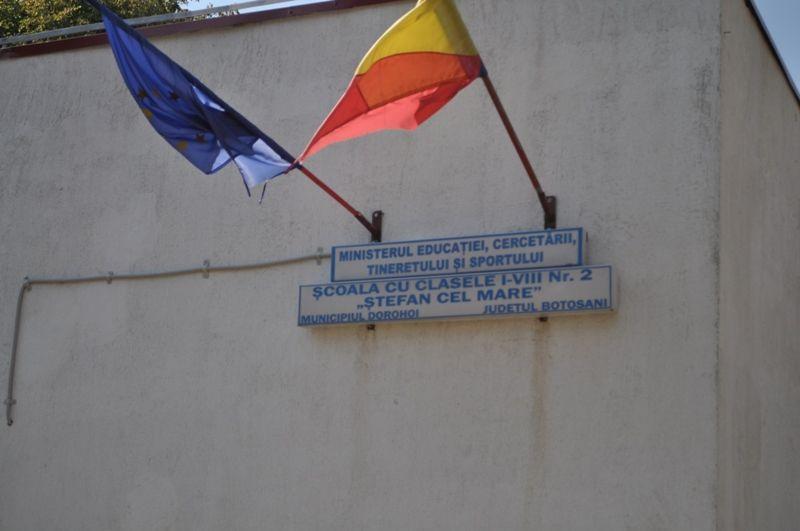 MINISTERUL EDUCAȚIEI, CERCETĂRII,
TINERETULUI ȘI SPORTULUI
ȘCOALA CU CLASELE I-VIII Nr. 2
„ȘTEFAN CEL MARE”
MUNICIPIUL DOROHOI JUDEȚUL BOTOȘANI